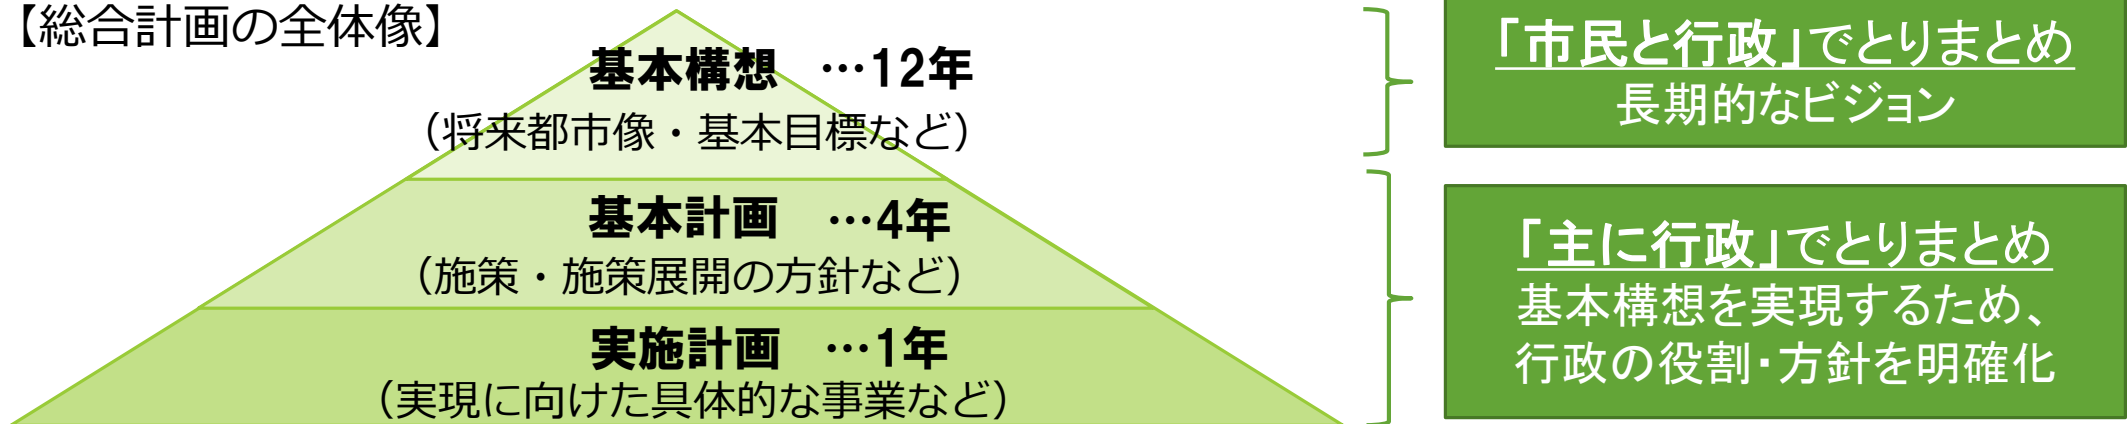 【総合計画の全体像】
基本構想 …12年
（将来都市像・基本目標など）
基本計画 …4年
（施策・施策展開の方針など）
実施計画 …1年
（実現に向けた具体的な事業など）
「市民と行政」でとりまとめ
長期的なビジョン
「主に行政」でとりまとめ
基本構想を実現するため、
行政の役割・方針を明確化